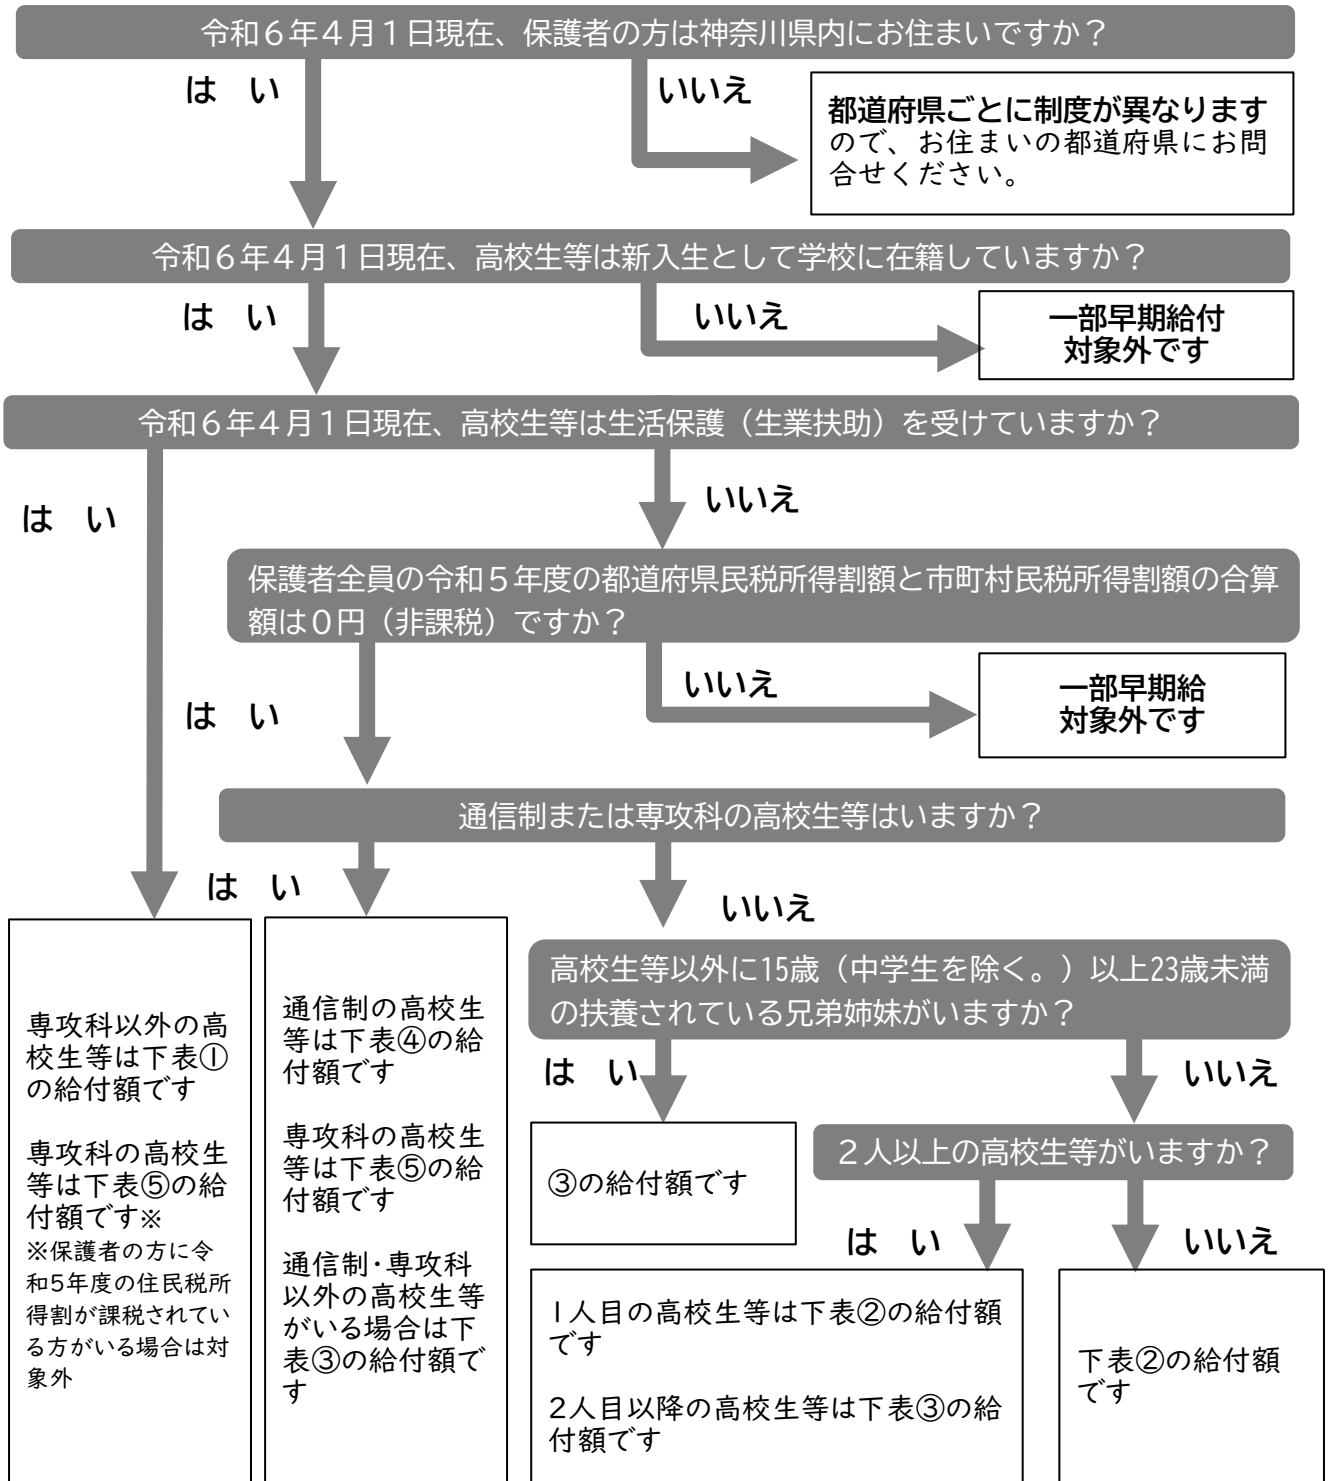 令和６年４月１日現在、保護者の方は神奈川県内にお住まいですか？
は　い
いいえ
都道府県ごとに制度が異なります
ので、お住まいの都道府県にお問
合せください。
令和６年４月１日現在、高校生等は新入生として学校に在籍していますか？
は　い
いいえ
一部早期給付
対象外です
令和６年４月１日現在、高校生等は生活保護（生業扶助）を受けていますか？
は　い
いいえ
保護者全員の令和５年度の都道府県民税所得割額と市町村民税所得割額の合算
額は０円（非課税）ですか？
は　い
いいえ
一部早期給
対象外です
通信制または専攻科の高校生等はいますか？
は　い
いいえ
専攻科以外の高
校生等は下表①
の給付額です
専攻科の高校生
等は下表⑤の給
付額です※
※保護者の方に令
和5年度の住民税所
得割が課税されてい
る方がいる場合は対
象外
通信制の高校生
等は下表④の給
付額です
専攻科の高校生
等は下表⑤の給
付額です
通信制･専攻科
以外の高校生等
がいる場合は下
表③の給付額で
す
高校生等以外に15歳（中学生を除く。）以上23歳未満
の扶養されている兄弟姉妹がいますか？
は　い
いいえ
③の給付額です
２人以上の高校生等がいますか？
は　い
いいえ
1人目の高校生等は下表②の給付額
です
2人目以降の高校生等は下表③の給
付額です
下表②の給付額
です